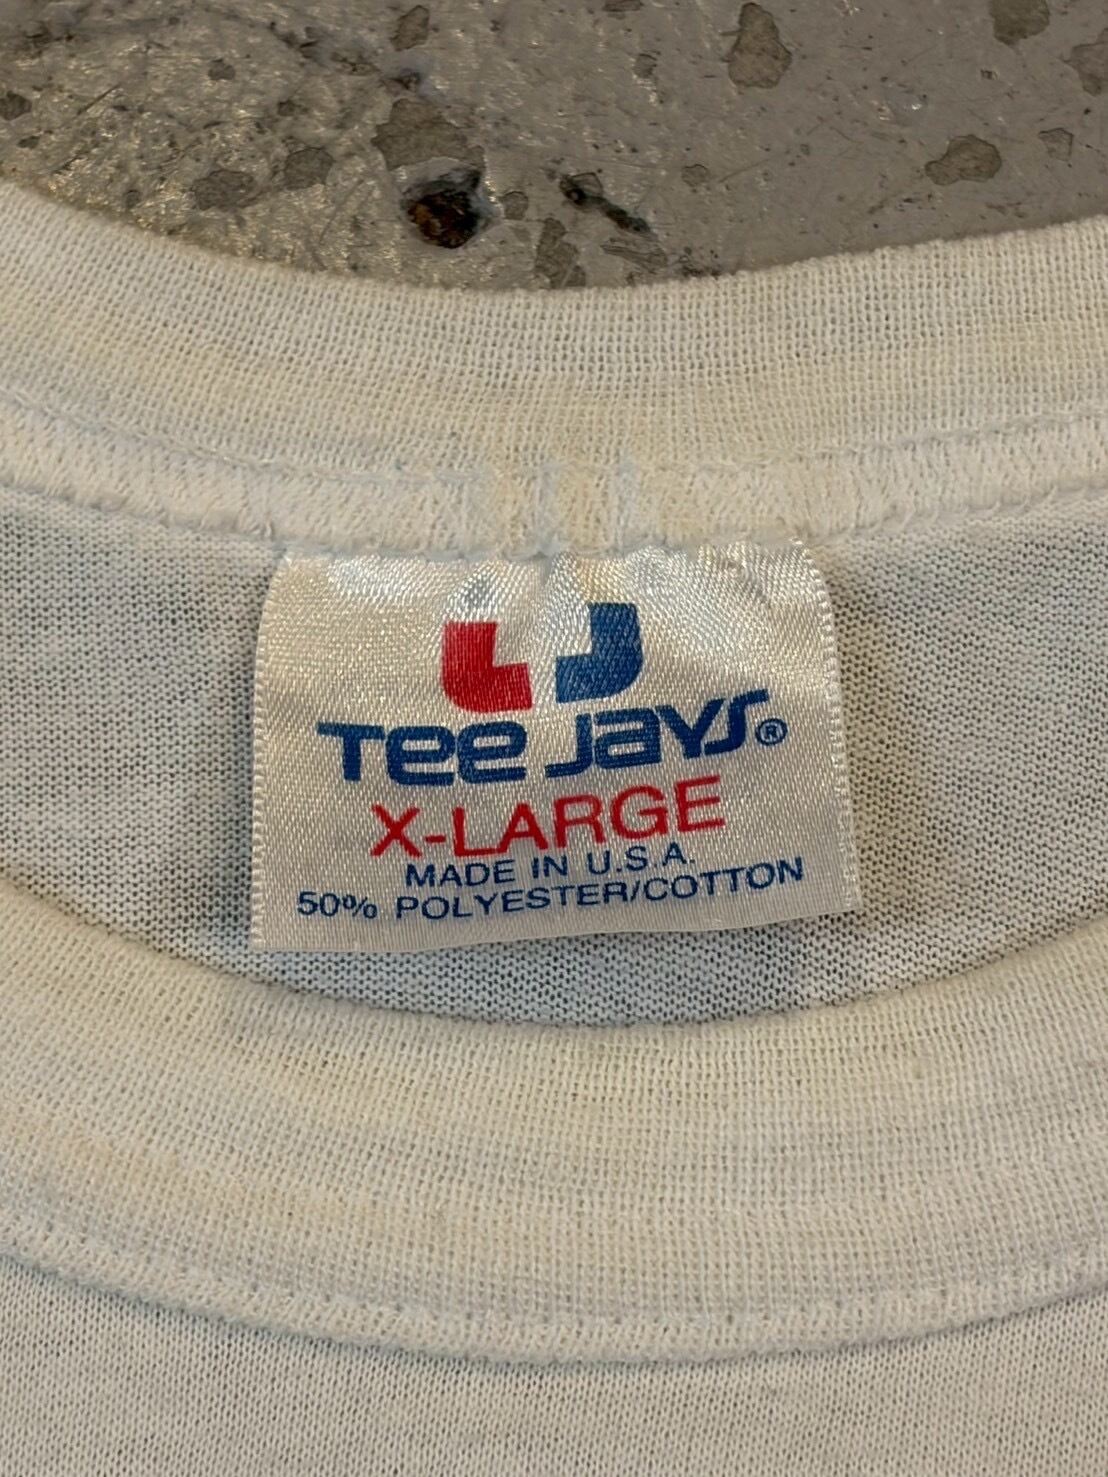 Tee Jays®
X-LARGE
MADE IN U.S.A.
50% POLYESTER/COTTON